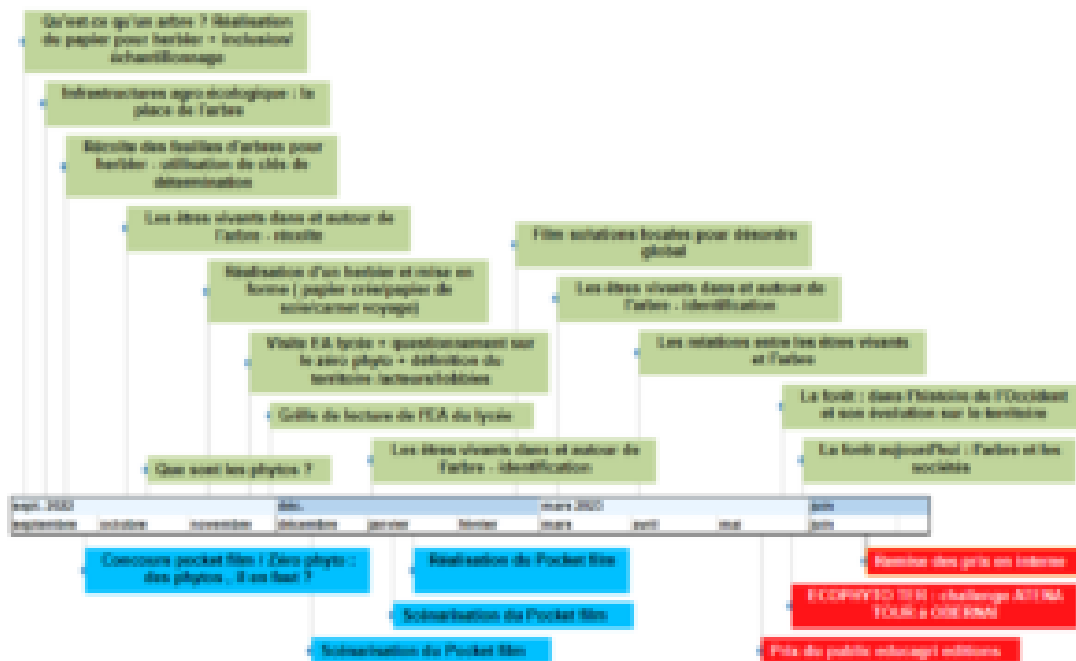 Qu'est-ce qu'un arbre ? Réalisation
du papier pour herbier + inclusion/
échantillonnage
Infrastructures agro écologique : la
place de l'arbre
Récolte des feuilles d'arbres pour
herbier - utilisation de clés de
détermination
Les êtres vivants dans et autour de
l'arbre - récolte
Film solutions locales pour désordre
global
Réalisation d'un herbier et mise en
forme ( papier crée/papier de
soie/carnet voyage)
Les êtres vivants dans et autour de
l'arbre - identification
Visite EA lycée + questionnement sur
le zéro phyto + définition du
territoire /acteurs/lobbies
Les relations entre les êtres vivants
et l'arbre
La forêt : dans l'histoire de l'Occident
et son évolution sur le territoire
Grille de lecture de l'EA du lycée
Les êtres vivants dans et autour de
l'arbre - identification
La forêt aujourd'hui : l'arbre et les
sociétés
Que sont les phytos ?
sept. déc. mars juin
septembre octobre novembre décembre janvier février mars avril mai juin
Concours pocket film / Zéro phyto :
des phytos , il en faut ?
Réalisation du Pocket film
Remise des prix en interne
Scénarisation du Pocket film
ECOPHYTO TER : challenge
TOUR à OBERNAI
Scénarisation du Pocket film
Prix du public educagri editions